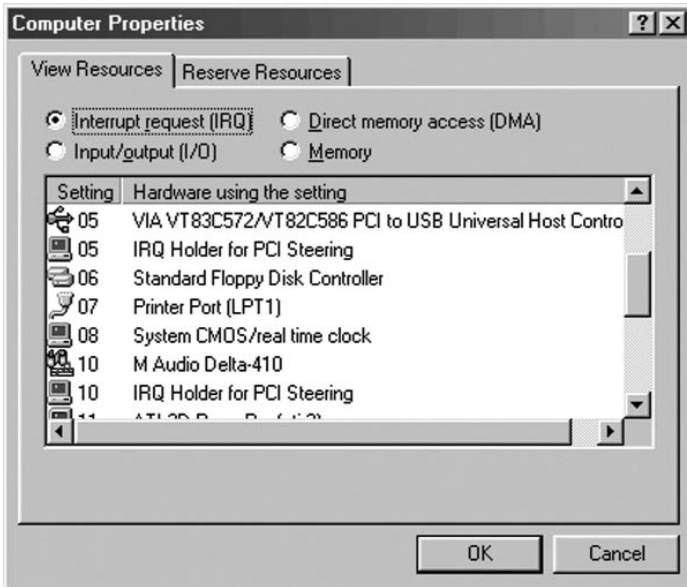 Computer Properties
View Resources Reserve Resources
Interrupt request (IRQ) Direct memory access (DMA)
Input/output (I/O) Memory
Setting Hardware using the setting
05 VIA VT83C572/VT82C586 PCI to USB Universal Host Contro
05 IRQ Holder for PCI Steering
06 Standard Floppy Disk Controller
07 Printer Port (LPT1)
08 System CMOS/real time clock
10 M Audio Delta-410
10 IRQ Holder for PCI Steering
OK Cancel